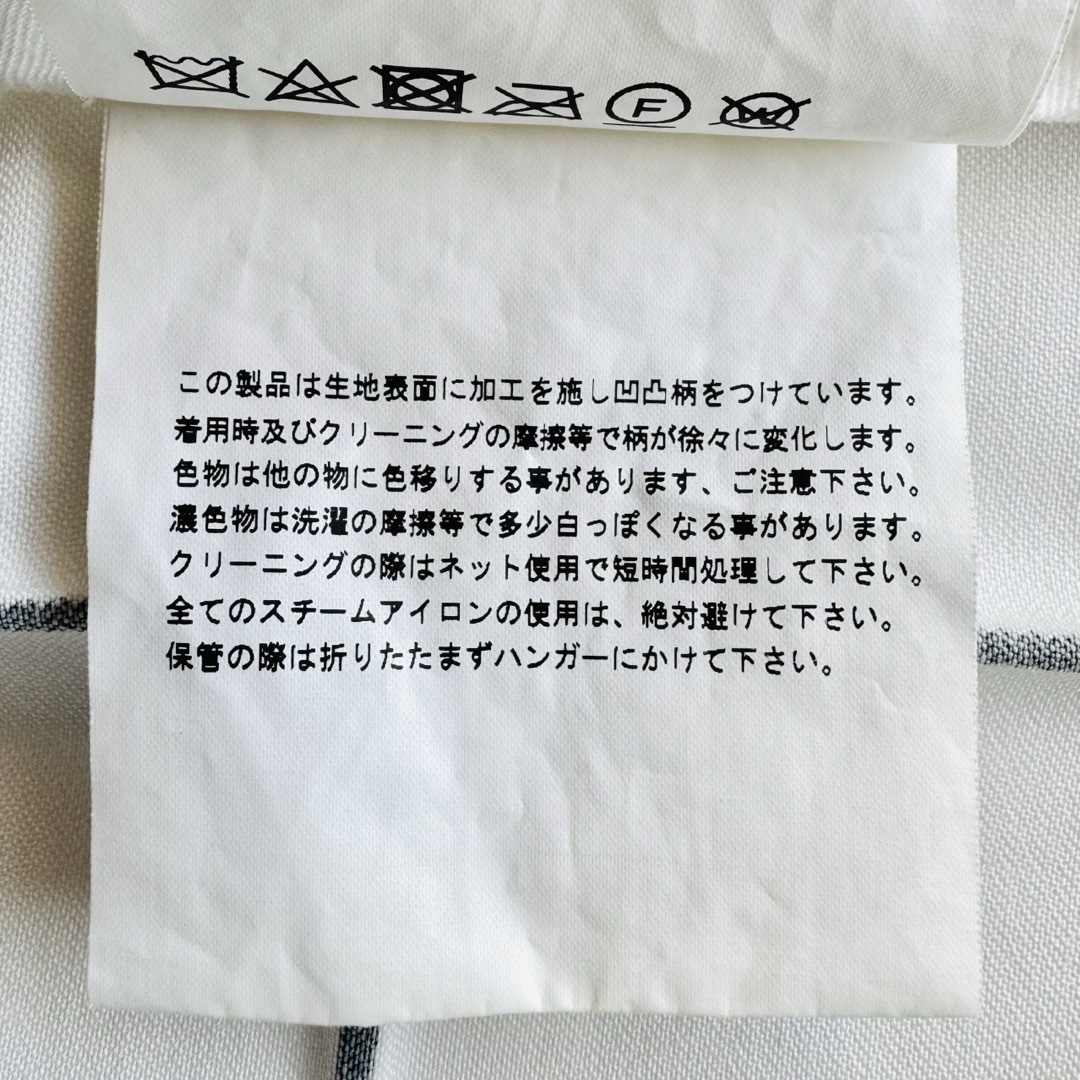 F
W
この製品は生地表面に加工を施し凹凸柄をつけています。
着用時及びクリーニングの摩擦等で柄が徐々に変化します。
色物は他の物に色移りする事があります、ご注意下さい。
濃色物は洗濯の摩擦等で多少白っぽくなる事があります。
クリーニングの際はネット使用で短時間処理して下さい。
全てのスチームアイロンの使用は、絶対避けて下さい。
保管の際は折りたたまずハンガーにかけて下さい。